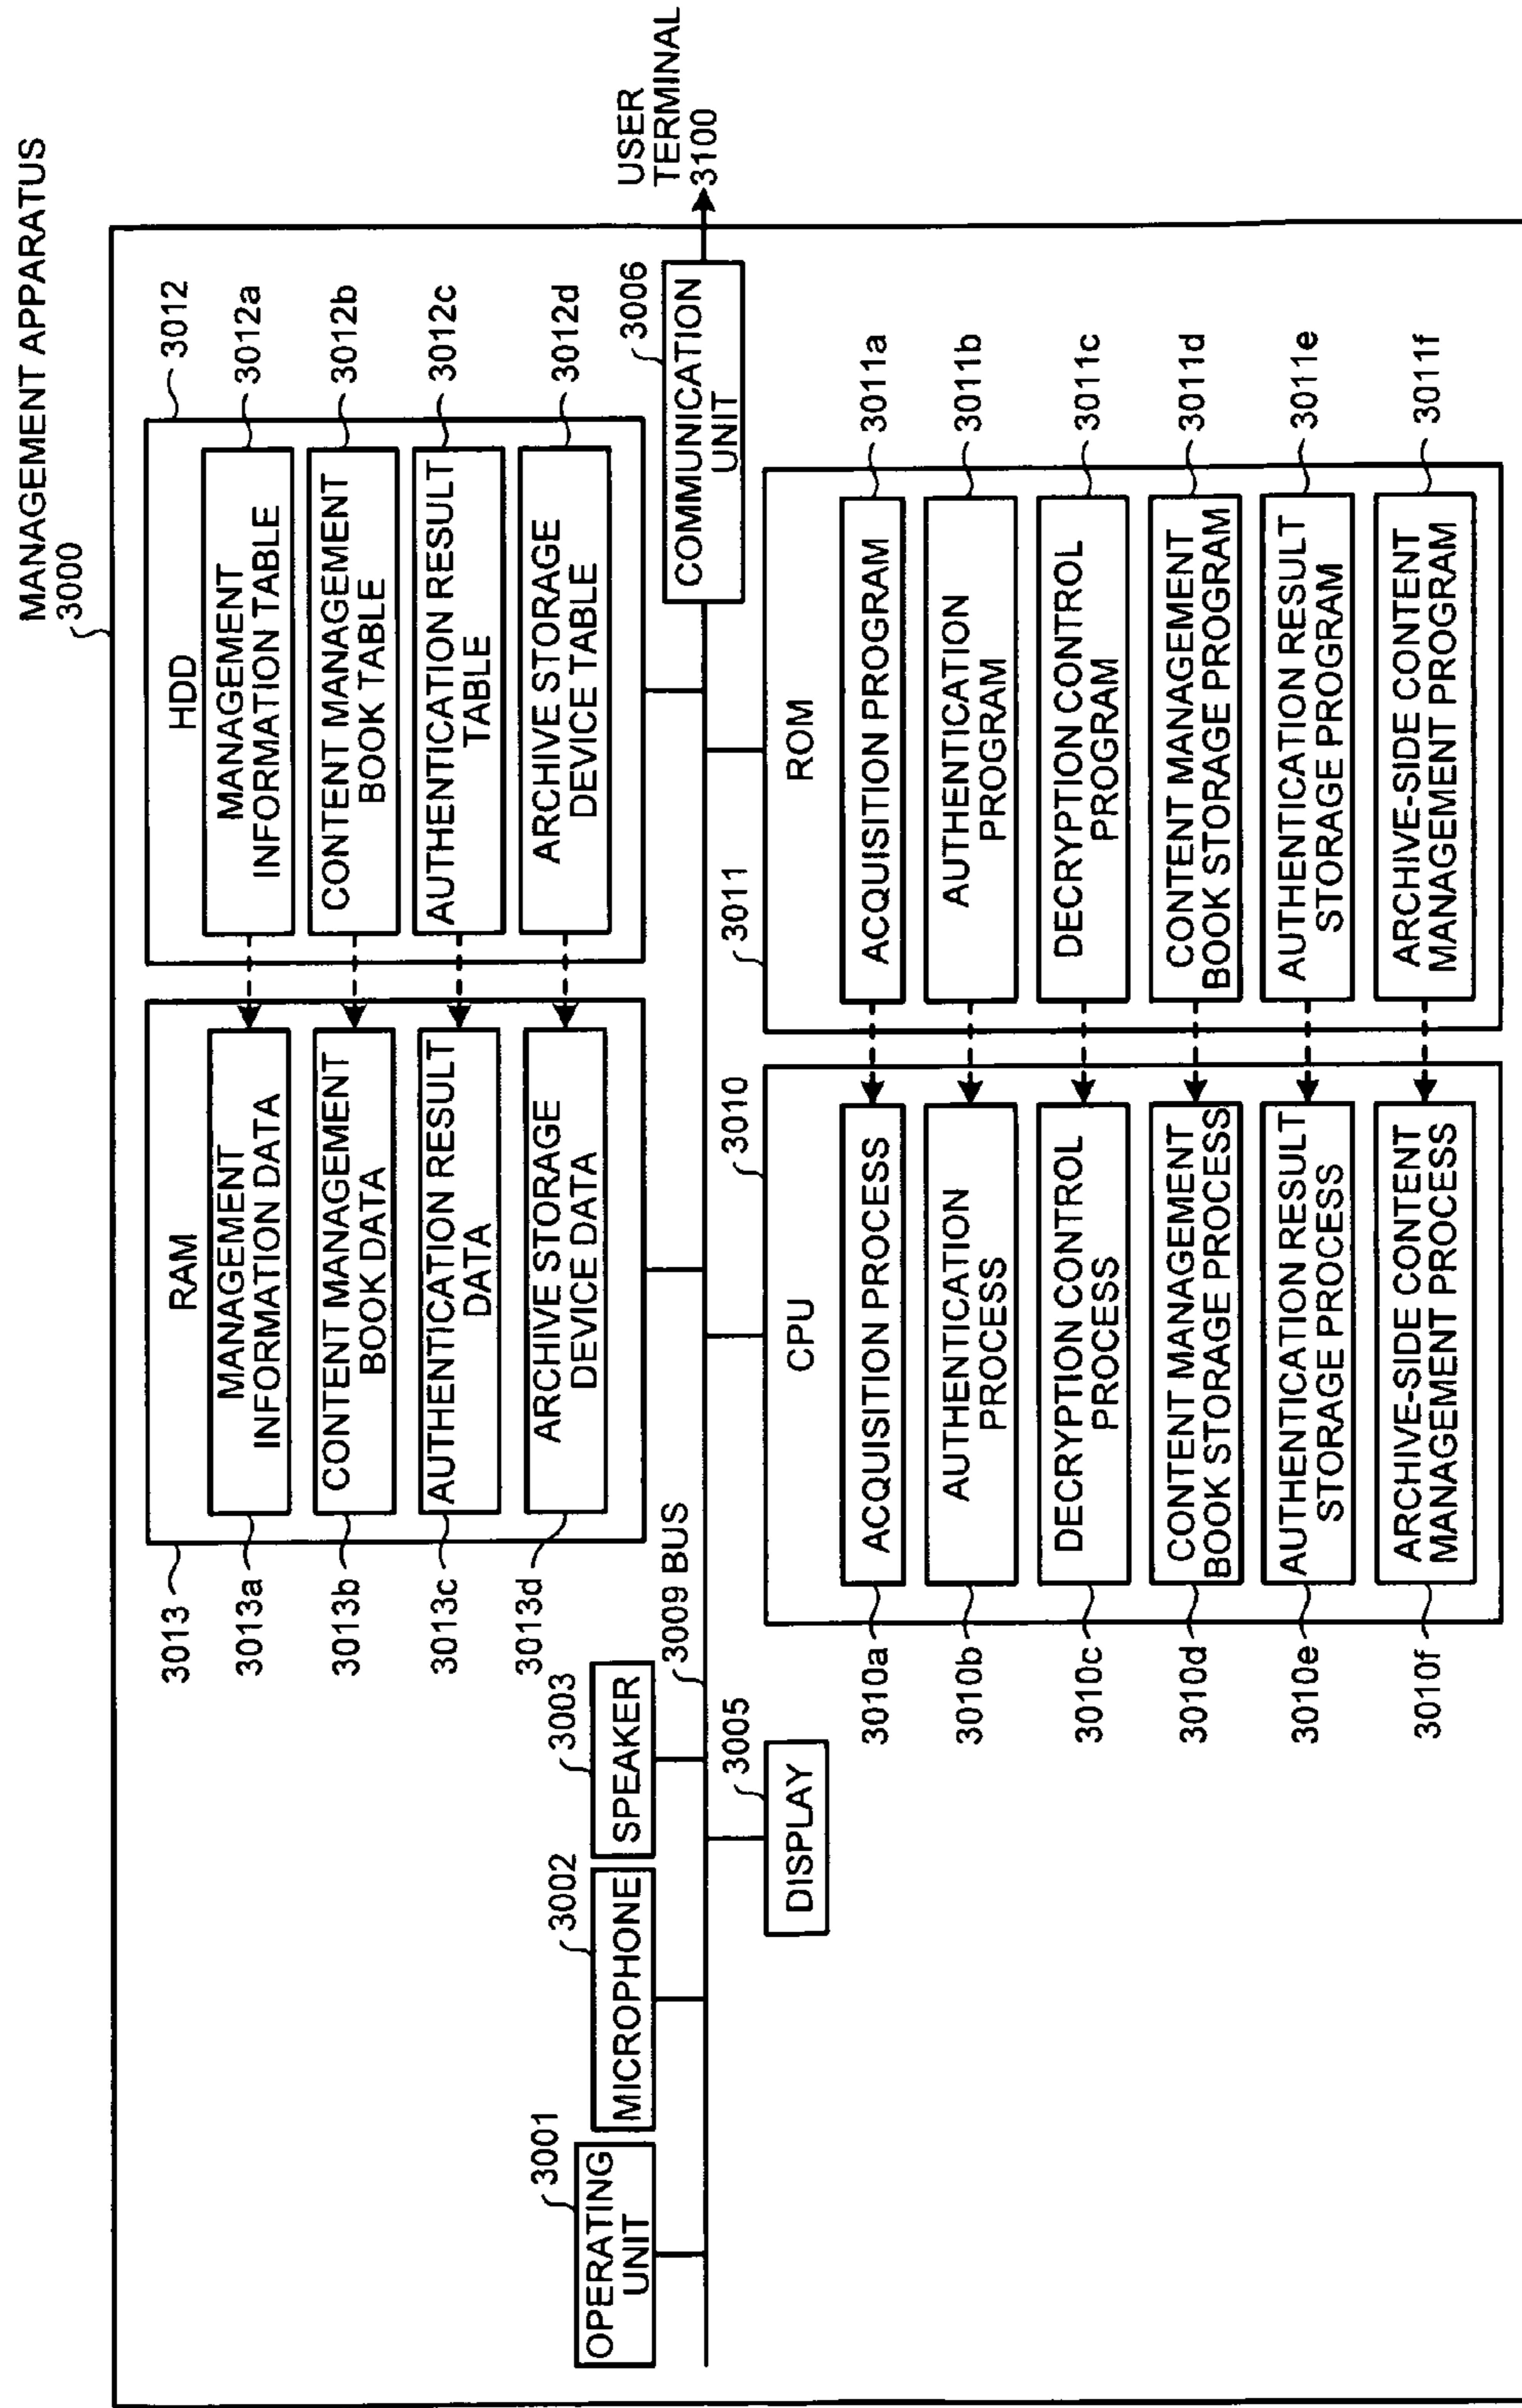 MANAGEMENT APPARATUS
3000
OPERATING
UNIT
3001
MICROPHONE
3002
SPEAKER
3003
3009 BUS
DISPLAY
3005
3013
RAM
3013a
MANAGEMENT
INFORMATION DATA
3013b
CONTENT MANAGEMENT
BOOK DATA
3013c
AUTHENTICATION RESULT
DATA
3013d
ARCHIVE STORAGE
DEVICE DATA
HDD
3012
MANAGEMENT
INFORMATION TABLE
3012a
CONTENT MANAGEMENT
BOOK TABLE
3012b
AUTHENTICATION RESULT
TABLE
3012c
ARCHIVE STORAGE
DEVICE TABLE
3012d
COMMUNICATION
UNIT
3006
USER
TERMINAL
3100
CPU
3010
3010a
ACQUISITION PROCESS
3010b
AUTHENTICATION
PROCESS
3010c
DECRYPTION CONTROL
PROCESS
3010d
CONTENT MANAGEMENT
BOOK STORAGE PROCESS
3010e
AUTHENTICATION RESULT
STORAGE PROCESS
3010f
ARCHIVE-SIDE CONTENT
MANAGEMENT PROCESS
3011
ROM
ACQUISITION PROGRAM
3011a
AUTHENTICATION
PROGRAM
3011b
DECRYPTION CONTROL
PROGRAM
3011c
CONTENT MANAGEMENT
BOOK STORAGE PROGRAM
3011d
AUTHENTICATION RESULT
STORAGE PROGRAM
3011e
ARCHIVE-SIDE CONTENT
MANAGEMENT PROGRAM
3011f